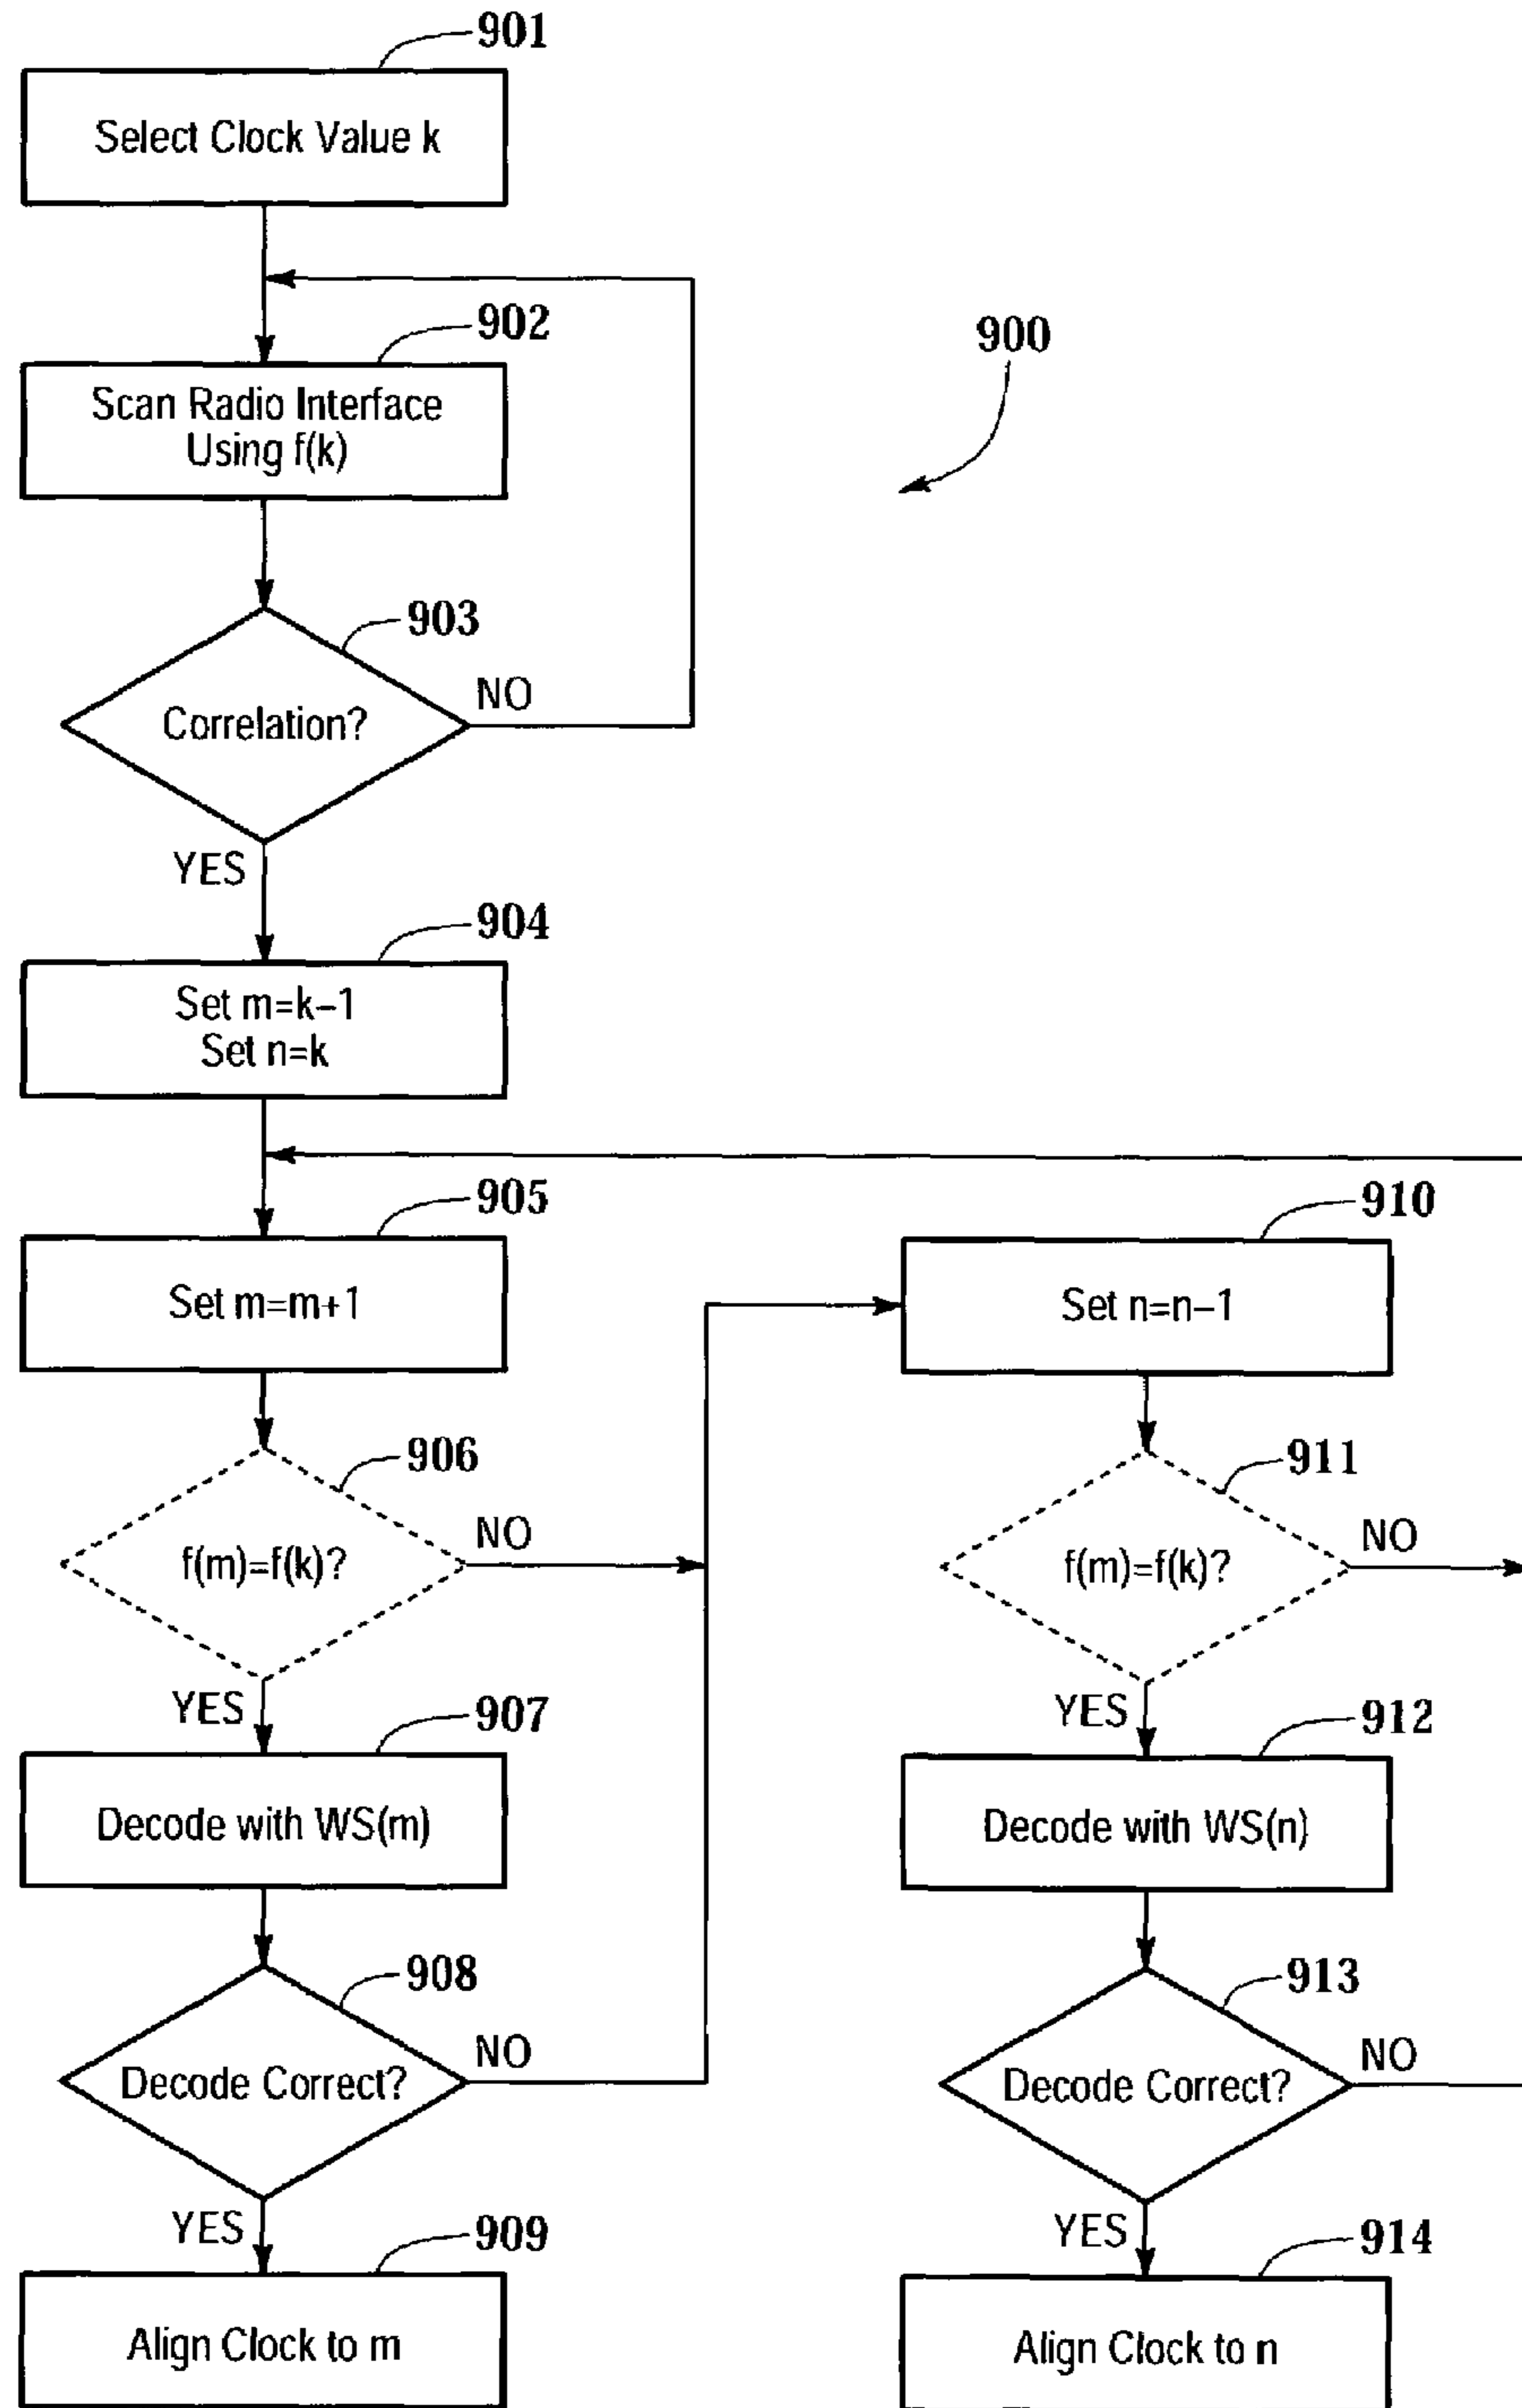 901
Select Clock Value k
902
Scan Radio Interface
Using f(k)
900
903
Correlation?
NO
YES
904
Set m=k–1
Set n=k
905
Set m=m+1
906
f(m)=f(k)?
NO
YES
907
Decode with WS(m)
908
Decode Correct?
NO
YES
909
Align Clock to m
910
Set n=n–1
911
f(m)=f(k)?
NO
YES
912
Decode with WS(n)
913
Decode Correct?
NO
YES
914
Align Clock to n